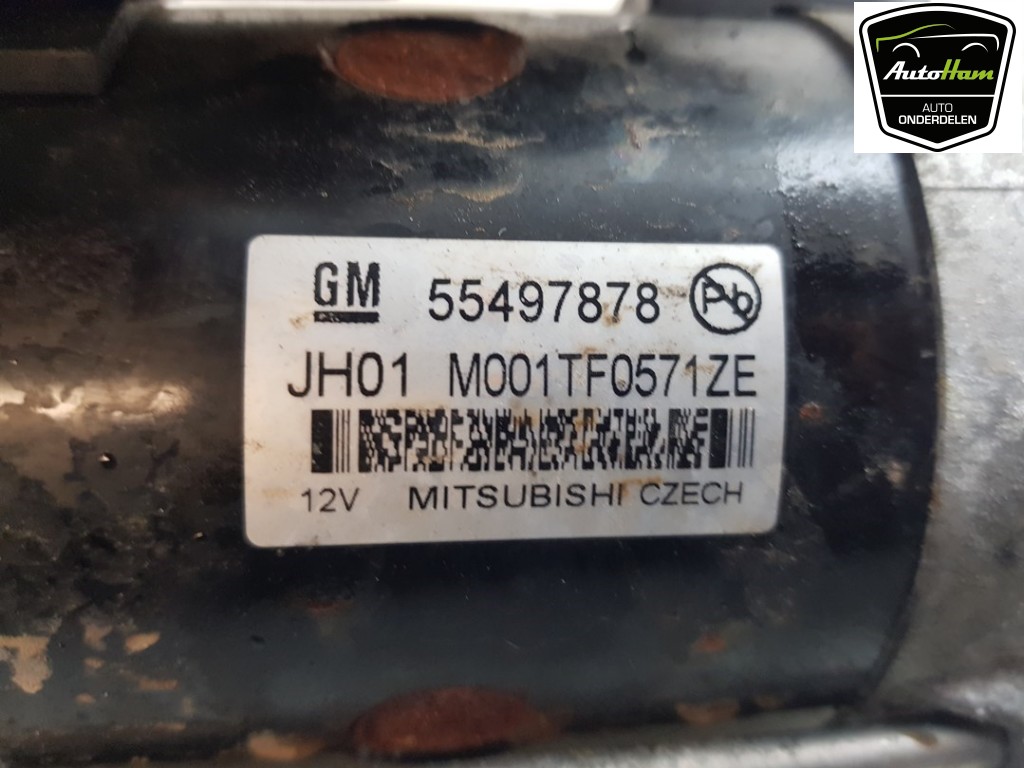 AutoHam
AUTO
ONDERDELEN
GM 55497878 Pb
JH01 M001TF0571ZE
12V MITSUBISHI CZECH